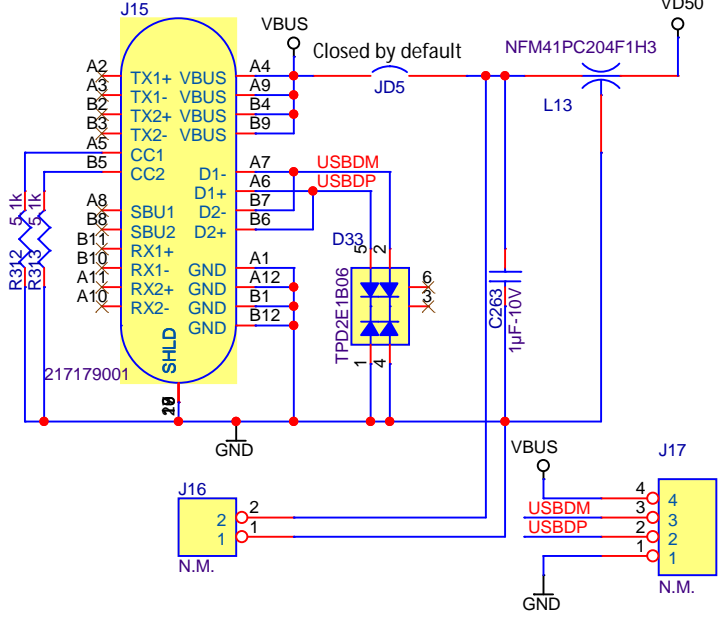 J15
VBUS
VD50
Closed by default
NFM41PC204F1H3
JD5
L13
A2 TX1+ VBUS A4
A3 TX1- VBUS A9
B2 TX2+ VBUS B4
B3 TX2- VBUS B9
A5 CC1
B5 CC2 D1- A7 USBDM
D1+ A6 USBDP
A8 SBU1 D2- B7
B8 SBU2 D2+ B6
B11 RX1+
B10 RX1- GND A1
A11 RX2+ GND A12
A10 RX2- GND B1
GND B12
SHLD
5.1k
5.1k
R312
R313
217179001
D33
5 2
6
3
TPD2E1B06
1 4
C263
1µF-10V
GND
J16
2 2
1 1
N.M.
VBUS
J17
4 4
USBDM 3 3
USBDP 2 2
1 1
GND
N.M.